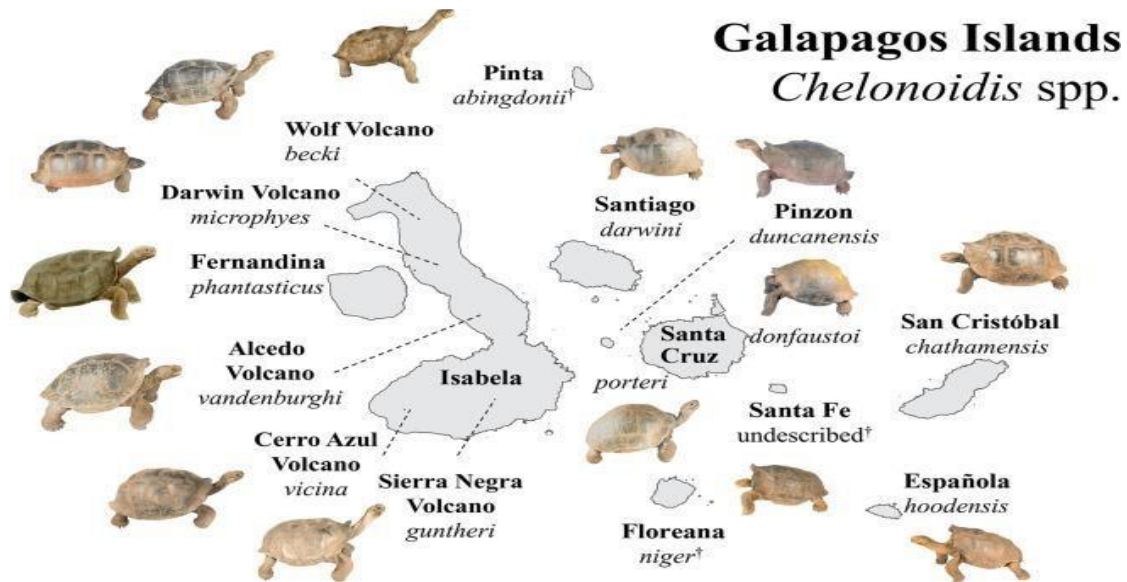 Galapagos Islands
Chelonoidis spp.
Pinta
abingdonii†
Wolf Volcano
becki
Darwin Volcano
microphyes
Santiago
darwini
Pinzon
duncanensis
Fernandina
phantasticus
San Cristóbal
chathamensis
Santa
Cruz
donfaustoi
Alcedo
Volcano
vandenburghi
Isabela
porteri
Santa Fe
undescribed†
Cerro Azul
Volcano
vicina
Sierra Negra
Volcano
guntheri
Española
hoodensis
Floreana
niger†